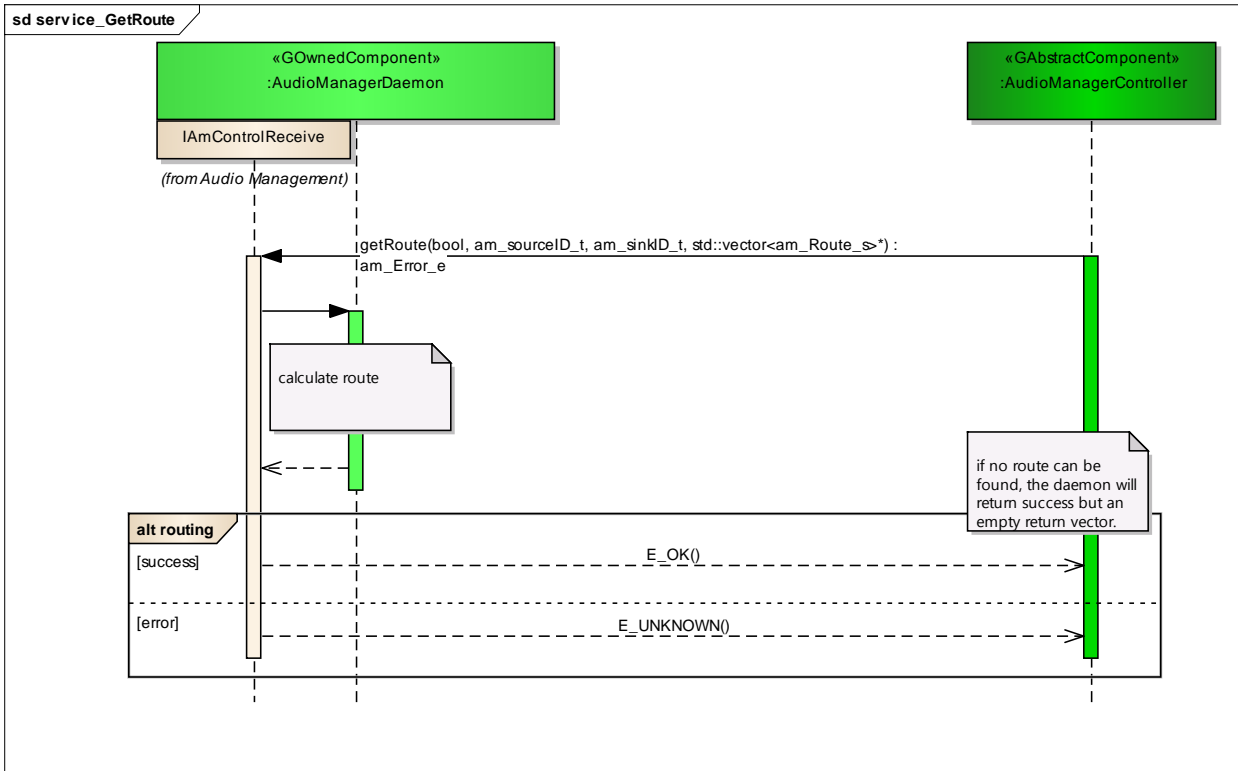 sd service_GetRoute
«GOwnedComponent»
:AudioManagerDaemon
«GAbstractComponent»
:AudioManagerController
IAmControlReceive
(from Audio Management)
getRoute(bool, am_sourceID_t, am_sinkID_t, std::vector<am_Route_s>*) :
am_Error_e
calculate route
if no route can be
found, the daemon will
return success but an
empty return vector.
alt routing
[success]
E_OK()
[error]
E_UNKNOWN()